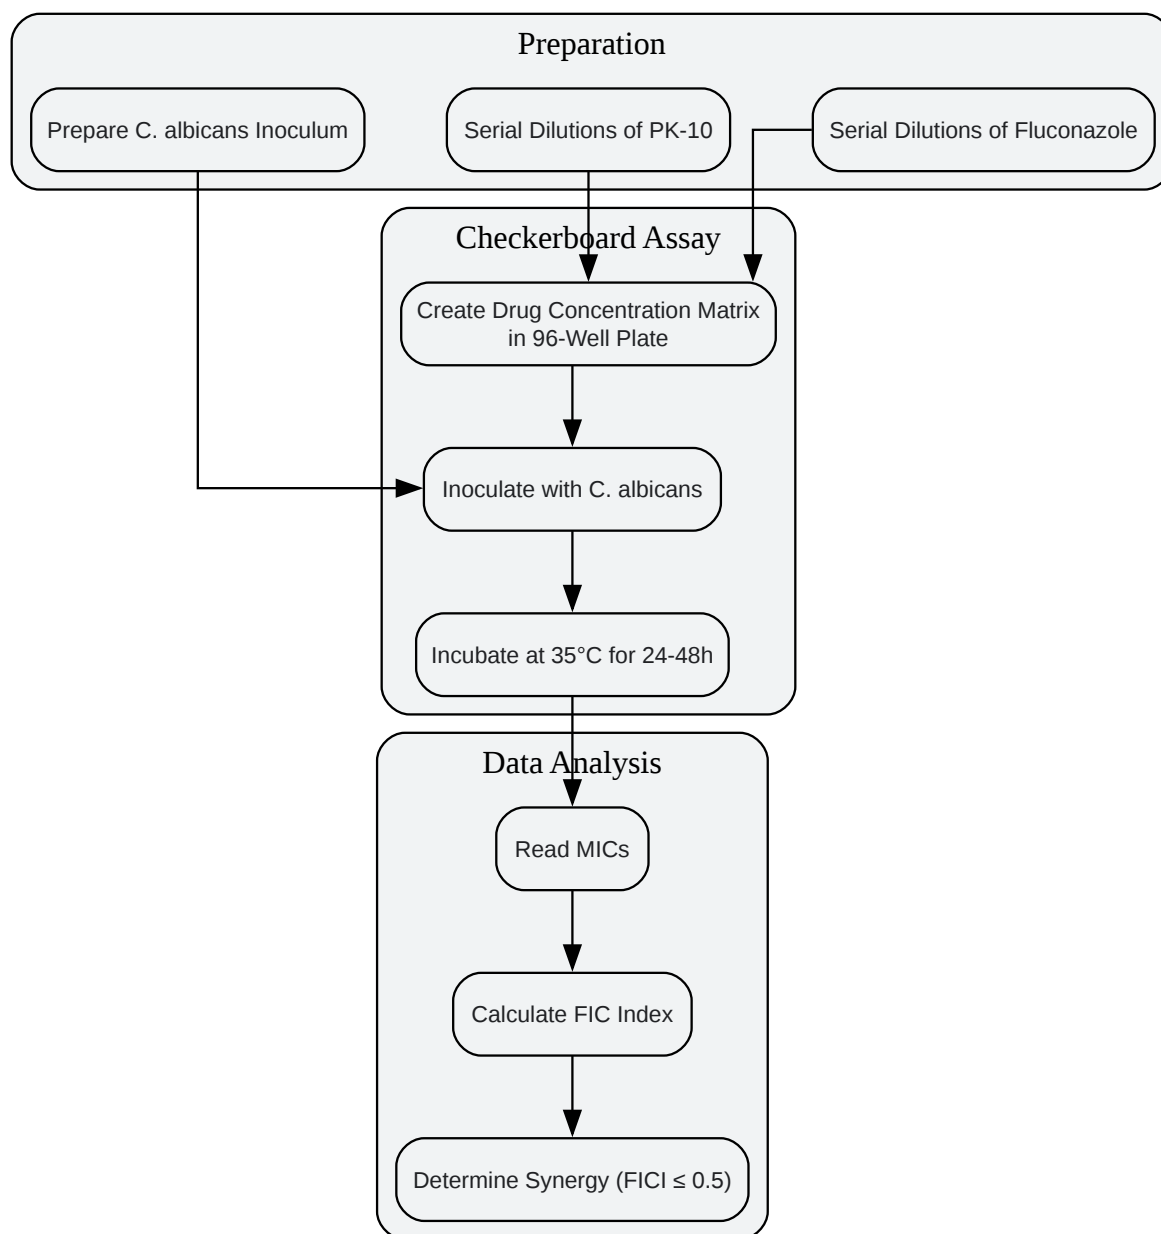 Preparation
Prepare C. albicans Inoculum
Serial Dilutions of PK-10
Serial Dilutions of Fluconazole
Checkerboard Assay
Create Drug Concentration Matrix
in 96-Well Plate
Inoculate with C. albicans
Incubate at 35°C for 24-48h
Data Analysis
Read MICs
Calculate FIC Index
Determine Synergy (FICI ≤ 0.5)